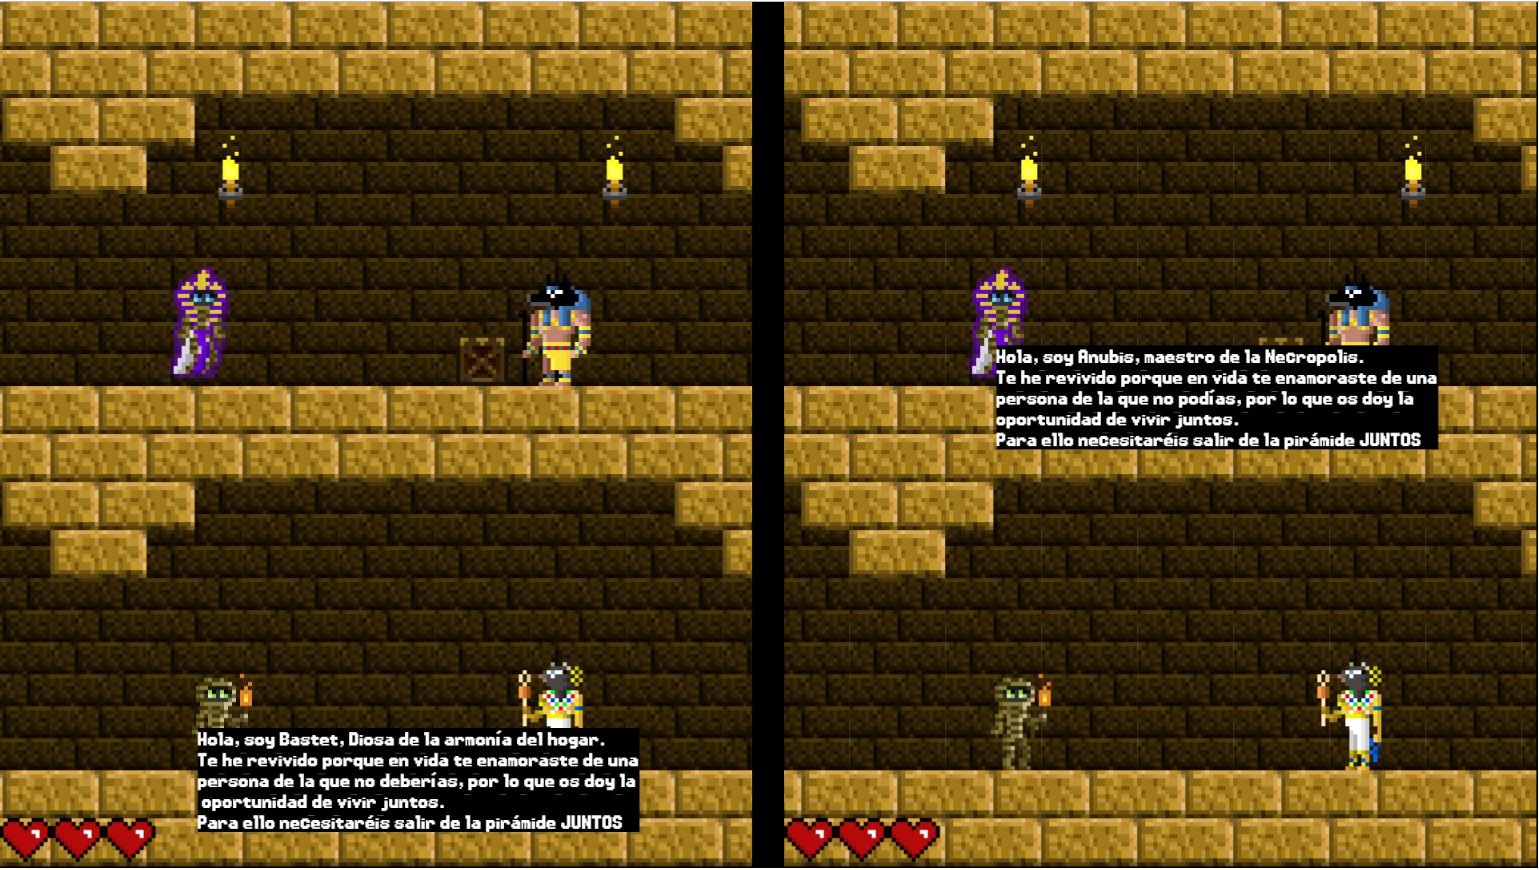 Hola, soy Anubis, maestro de la Necropolis.
Te he revivido porque en vida te enamoraste de una
persona de la que no podías, por lo que os doy la
oportunidad de vivir juntos.
Para ello necesitaréis salir de la pirámide JUNTOS
Hola, soy Bastet, Diosa de la armonía del hogar.
Te he revivido porque en vida te enamoraste de una
persona de la que no deberías, por lo que os doy la
oportunidad de vivir juntos.
Para ello necesitaréis salir de la pirámide JUNTOS